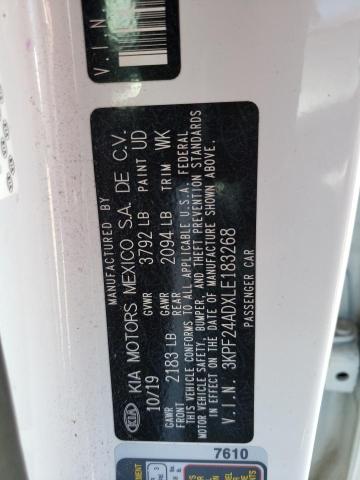 V.I.N.
MANUFACTURED BY
KIA KIA MOTORS MEXICO S.A. DE C.V.
10/19 GVWR 3792 LB PAINT UD
GAWR FRONT 2183 LB GAWR REAR 2094 LB TRIM WK
THIS VEHICLE CONFORMS TO ALL APPLICABLE U.S.A. FEDERAL
MOTOR VEHICLE SAFETY, BUMPER, AND THEFT PREVENTION STANDARDS
IN EFFECT ON THE DATE OF MANUFACTURE SHOWN ABOVE.
V.I.N. 3KPF24ADXLE183268
PASSENGER CAR
7610